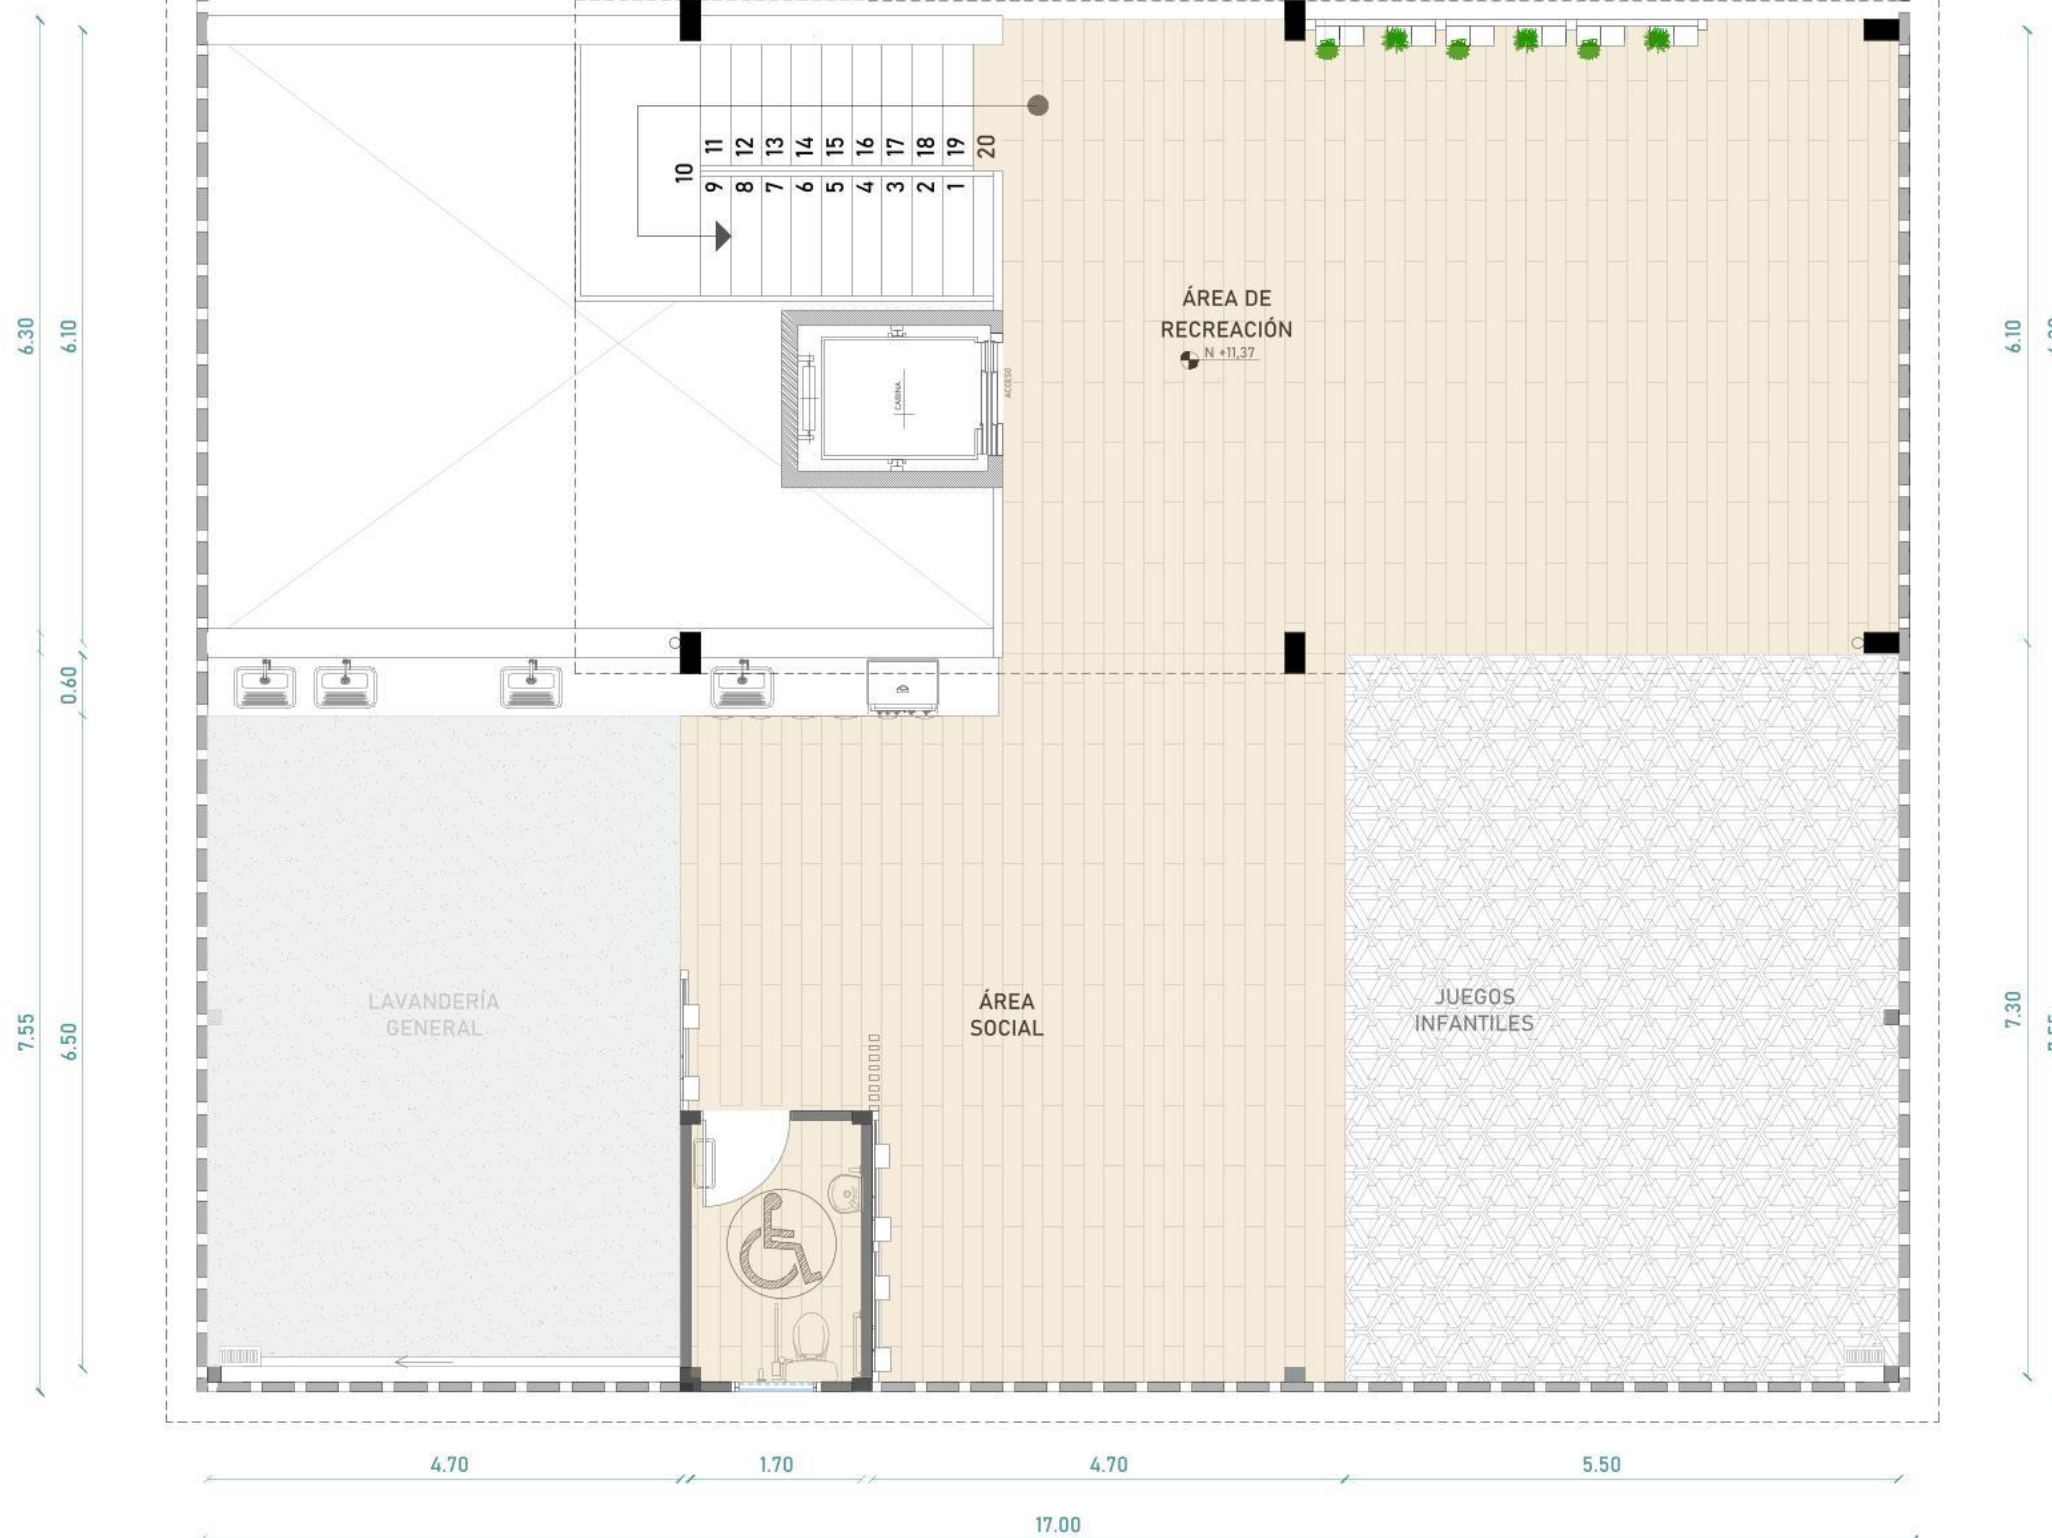 11
12
13
14
15
16
17
18
19
20
10
9
8
7
6
5
4
3
2
1
ÁREA DE
RECREACIÓN
N +11,37
CABINA
ACCESO
6.30
6.10
6.10
0.60
LAVANDERÍA
GENERAL
ÁREA
SOCIAL
JUEGOS
INFANTILES
7.55
6.50
7.30
4.70
1.70
4.70
5.50
17.00